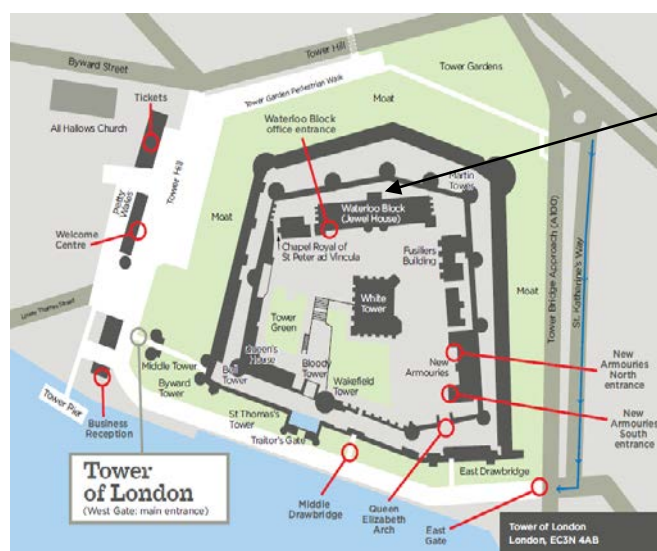 Tower Hill
Byward Street
Tower Gardens
Tickets
Tower Garden Pedestrian Walk
Moat
All Hallows Church
Waterloo Block
office entrance
Martin
Tower
Tower Hill
Petty
Wales
Waterloo Block
(Jewel House)
Moat
Welcome
Centre
Chapel Royal of
St Peter ad Vincula
Fusiliers
Building
Tower Bridge Approach (A100)
St. Katharine's Way
White
Tower
Moat
Lower Thames Street
Tower
Green
Queen's
House
Middle Tower
Bell
Tower
Bloody
Tower
New
Armouries
New
Armouries
North
entrance
Byward
Tower
Wakefield
Tower
Tower Pier
Business
Reception
St Thomas's
Tower
New
Armouries
South
entrance
Traitor's Gate
East Drawbridge
Tower
of London
(West Gate: main entrance)
Middle
Drawbridge
Queen
Elizabeth
Arch
East
Gate
Tower of London
London, EC3N 4AB